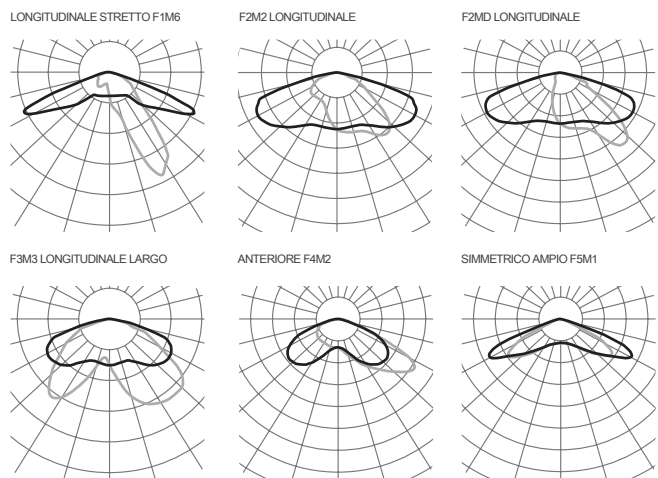 LONGITUDINALE STRETTO F1M6
F2M2 LONGITUDINALE
F2MD LONGITUDINALE
F3M3 LONGITUDINALE LARGO
ANTERIORE F4M2
SIMMETRICO AMPIO F5M1